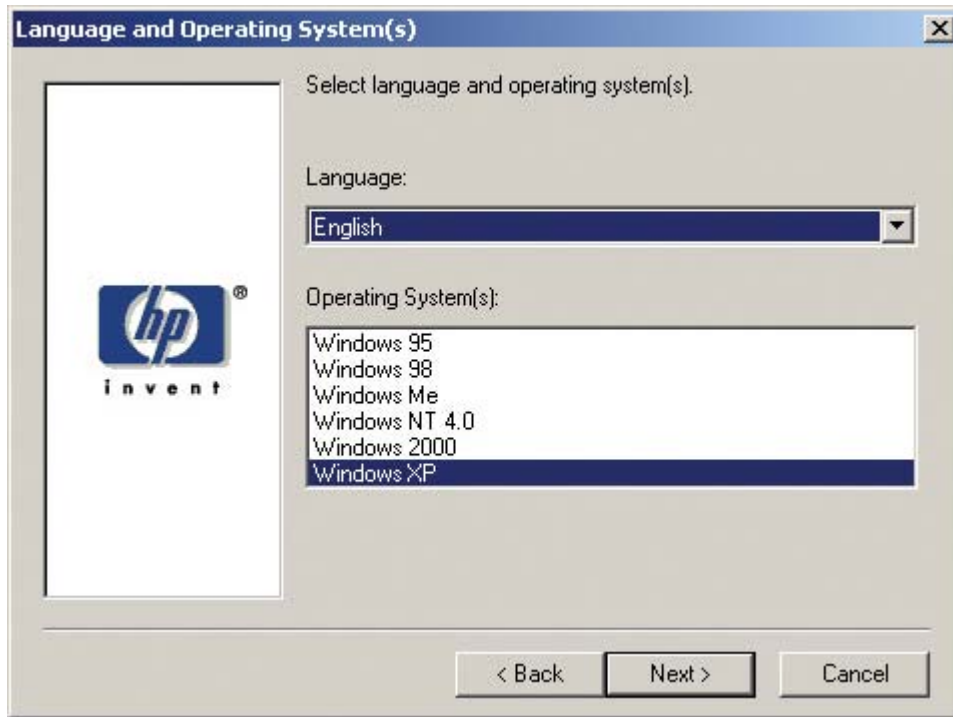 Language and Operating System(s)
Select language and operating system(s).
Language:
English
hp ®
invent
Operating System(s):
Windows 95
Windows 98
Windows Me
Windows NT 4.0
Windows 2000
Windows XP
< Back
Next >
Cancel